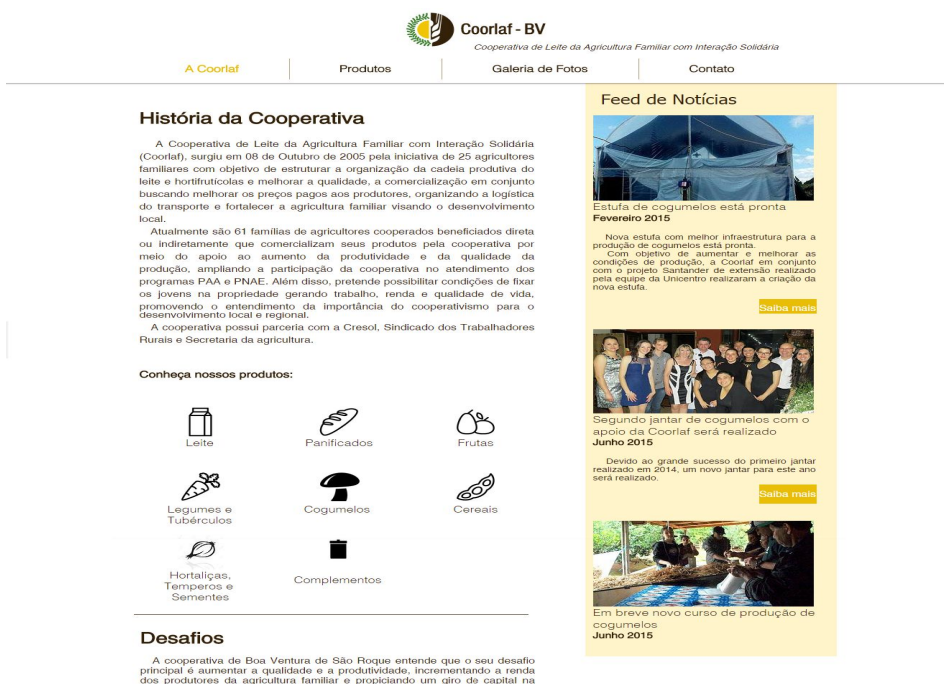 Coorlaf - BV
Cooperativa de Leite da Agricultura Familiar com Interação Solidária
A Coorlaf
Produtos
Galeria de Fotos
Contato
História da Cooperativa
A Cooperativa de Leite da Agricultura Familiar com Interação Solidária
(Coorlaf), surgiu em 08 de Outubro de 2005 pela iniciativa de 25 agricultores
familiares com objetivo de estruturar a organização da cadeia produtiva do
leite e hortifrutícolas e melhorar a qualidade, a comercialização em conjunto
buscando melhorar os preços pagos aos produtores, organizando a logística
do transporte e fortalecer a agricultura familiar visando o desenvolvimento
local.
Atualmente são 61 famílias de agricultores cooperados beneficiados direta
ou indiretamente que comercializam seus produtos pela cooperativa por
meio do apoio ao aumento da produtividade e da qualidade da
produção, ampliando a participação da cooperativa no atendimento dos
programas PAA e PNAE. Além disso, pretende possibilitar condições de fixar
os jovens na propriedade gerando trabalho, renda e qualidade de vida,
promovendo o entendimento da importância do cooperativismo para o
desenvolvimento local e regional.
A cooperativa possui parceria com a Cresol, Sindicado dos Trabalhadores
Rurais e Secretaria da agricultura.
Conheça nossos produtos:
Leite
Panificados
Frutas
Legumes e
Tubérculos
Cogumelos
Cereais
Hortaliças,
Temperos e
Sementes
Complementos
Desafios
A cooperativa de Boa Ventura de São Roque entende que o seu desafio
principal é aumentar a qualidade e a produtividade, incrementando a renda
dos produtores da agricultura familiar e propiciando um giro de capital na
Feed de Notícias
Estufa de cogumelos está pronta
Fevereiro 2015
Nova estufa com melhor infraestrutura para a
produção de cogumelos está pronta.
Com objetivo de aumentar e melhorar as
condições de produção, a Coorlaf em conjunto
com o projeto Santander de extensão realizado
pela equipe da Unicentro realizaram a criação da
nova estufa.
Saiba mais
Segundo jantar de cogumelos com o
apoio da Coorlaf será realizado
Junho 2015
Devido ao grande sucesso do primeiro jantar
realizado em 2014, um novo jantar para este ano
será realizado.
Saiba mais
Em breve novo curso de produção de
cogumelos
Junho 2015